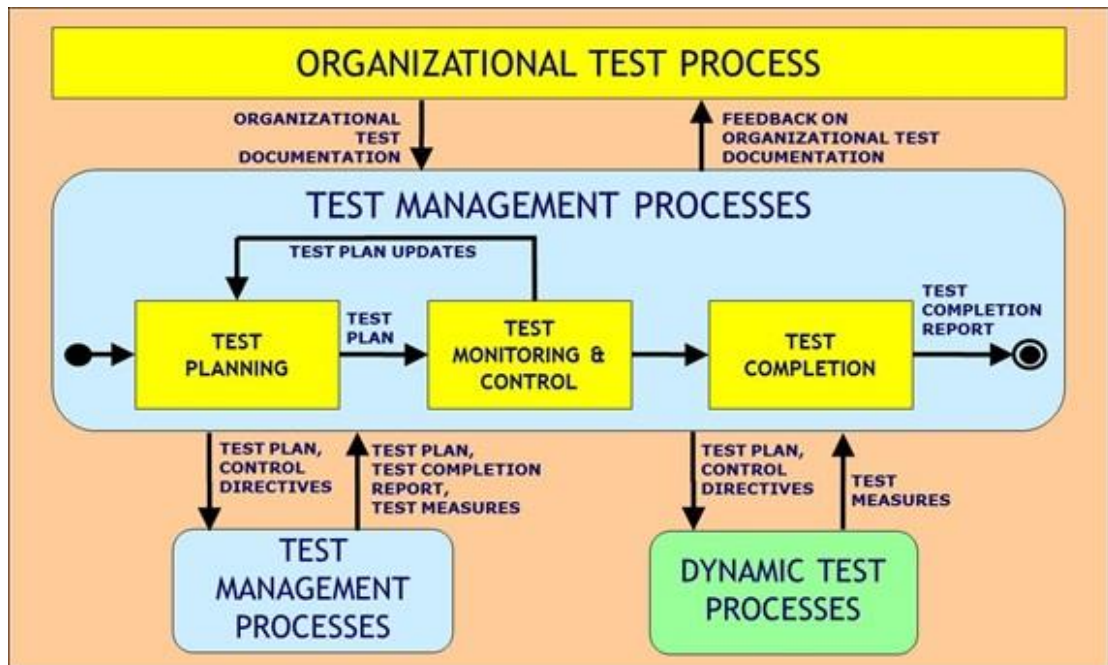 ORGANIZATIONAL TEST PROCESS
ORGANIZATIONAL
TEST
DOCUMENTATION
FEEDBACK ON
ORGANIZATIONAL TEST
DOCUMENTATION
TEST MANAGEMENT PROCESSES
TEST PLAN UPDATES
TEST
PLANNING
TEST
PLAN
TEST
MONITORING &
CONTROL
TEST
COMPLETION
TEST
COMPLETION
REPORT
TEST PLAN,
CONTROL
DIRECTIVES
TEST PLAN,
TEST COMPLETION
REPORT,
TEST MEASURES
TEST PLAN,
CONTROL
DIRECTIVES
TEST
MEASURES
TEST
MANAGEMENT
PROCESSES
DYNAMIC TEST
PROCESSES